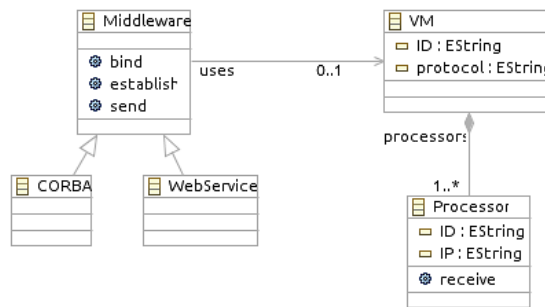 Middleware
bind
establish
send
uses
0..1
VM
ID : EString
protocol : EString
processors
1..*
CORBA
WebService
Processor
ID : EString
IP : EString
receive